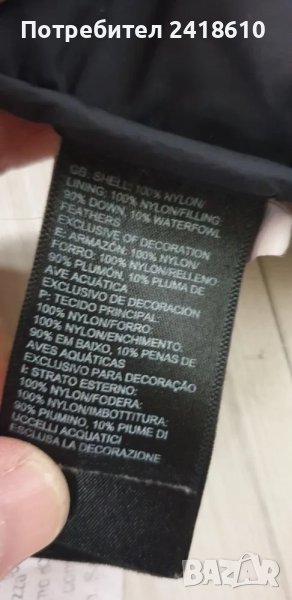 Потребител 2418610
GB: SHELL: 100% NYLON/
LINING: 100% NYLON/FILLING:
90% DOWN, 10% WATERFOWL
FEATHERS
EXCLUSIVE OF DECORATION
E: ARMAZÓN: 100% NYLON/
FORRO: 100% NYLON/RELLENO
90% PLUMÓN, 10% PLUMA DE
AVE ACUÁTICA
EXCLUSIVO DE DECORACIÓN
P: TECIDO PRINCIPAL:
100% NYLON/FORRO:
100% NYLON/ENCHIMENTO:
90% EM BAIXO, 10% PENAS DE
AVES AQUÁTICAS
EXCLUSIVO PARA DECORAÇÃO
I: STRATO ESTERNO:
100% NYLON/FODERA:
100% NYLON/IMBOTTITURA:
90% PIUMINO, 10% PIUME DI
UCCELLI ACQUATICI
ESCLUSA LA DECORAZIONE
bazar